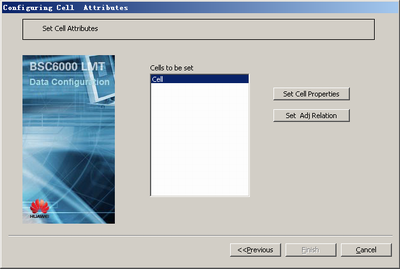 Configuring Cell Attributes
Set Cell Attributes
BSC6000 LMT
Data Configuration
Cells to be set
Cell
Set Cell Properties
Set Adj Relation
HUAWEI
<<Previous
Finish
Cancel